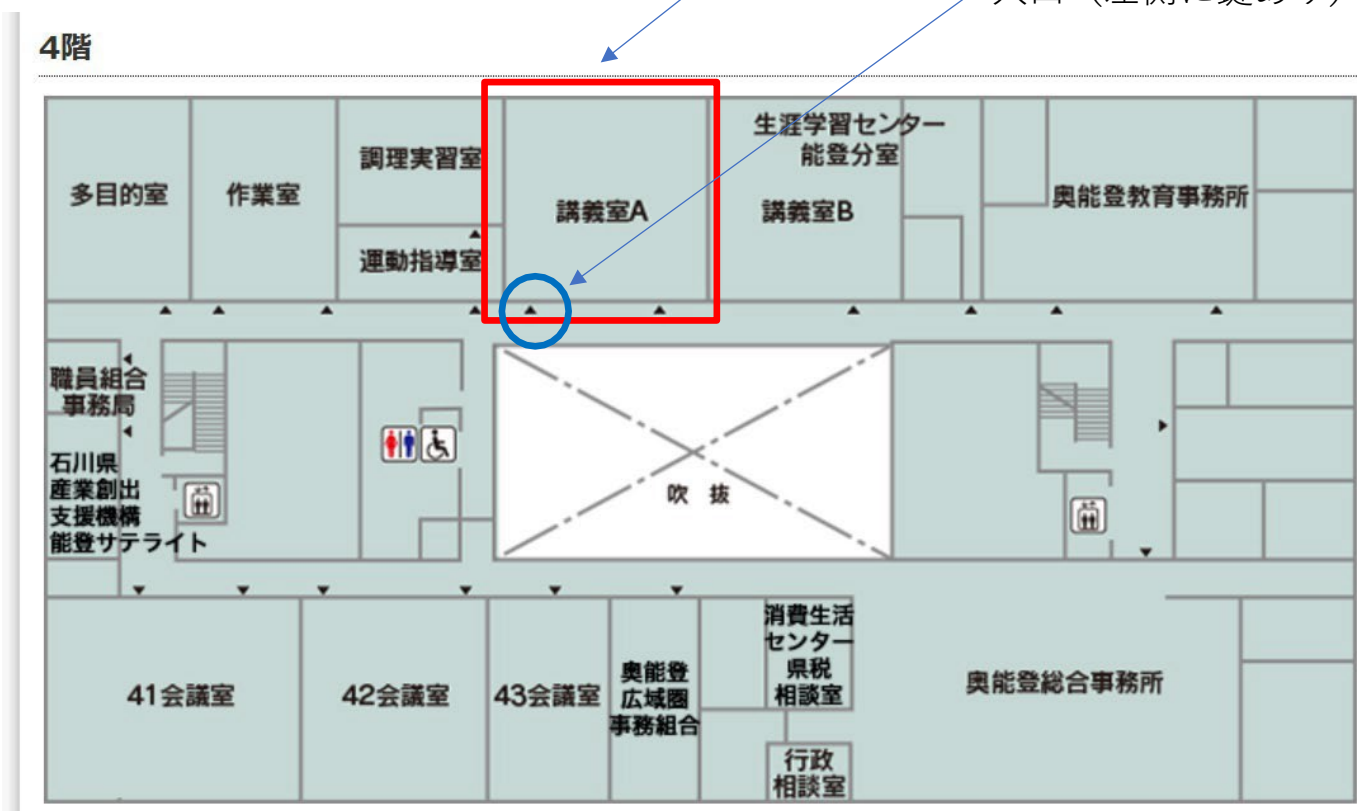 4階
生涯学習センター
能登分室
調理実習室
多目的室
作業室
講義室A
講義室B
奥能登教育事務所
運動指導室
職員組合
事務局
石川県
産業創出
支援機構
能登サテライト
吹 抜
消費生活
センター
県税
相談室
41会議室
42会議室
43会議室
奥能登
広域圏
事務組合
奥能登総合事務所
行政
相談室